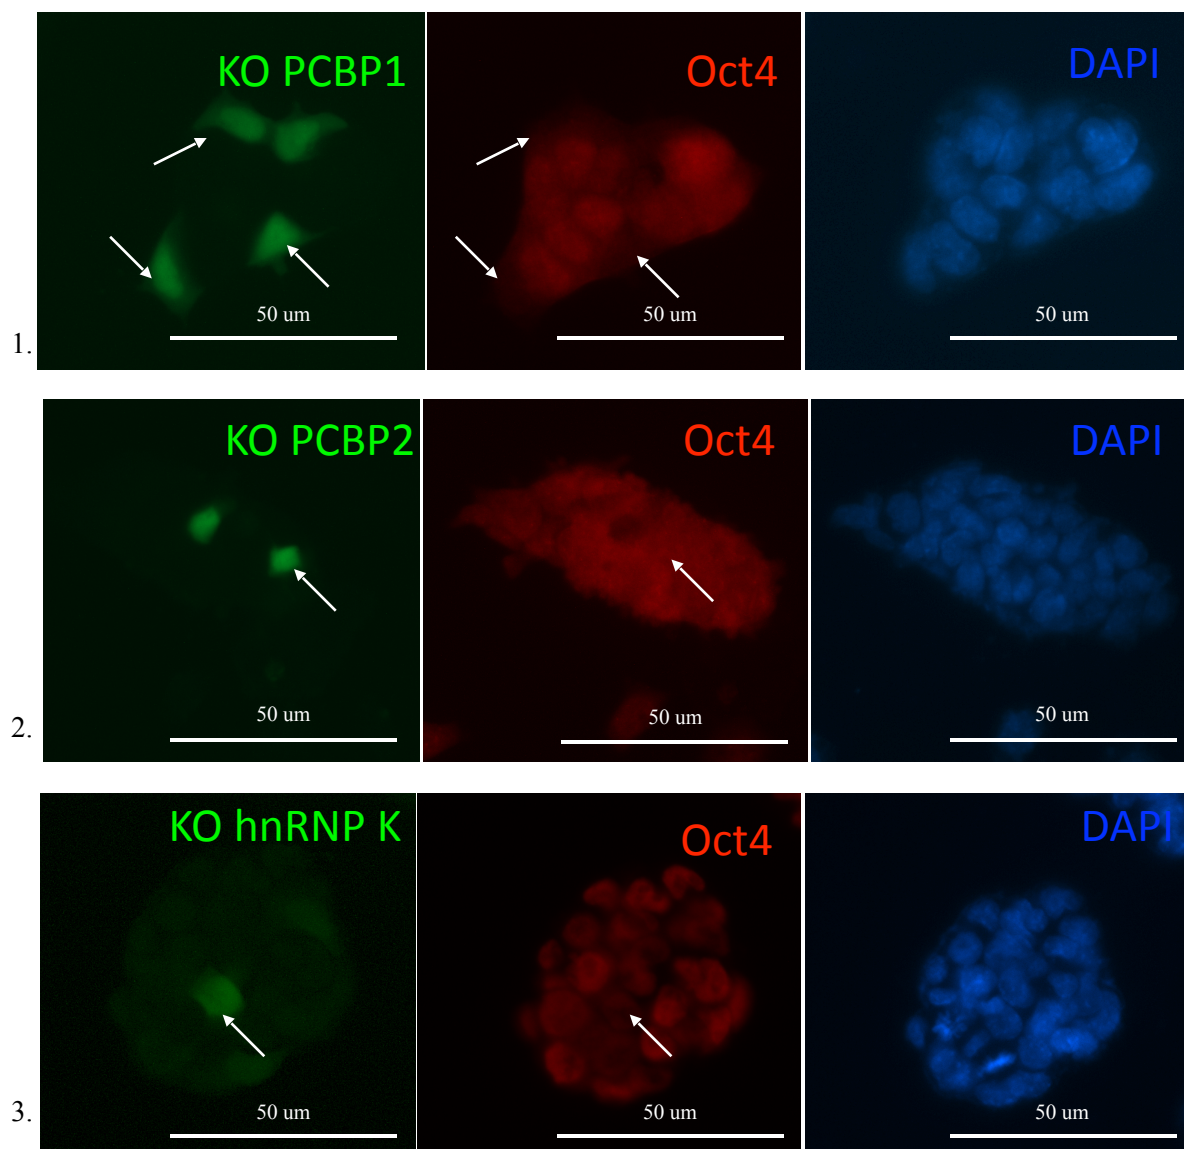 KO PCBP1
Oct4
DAPI
50 um
50 um
50 um
1.
KO PCBP2
Oct4
DAPI
50 um
50 um
50 um
2.
KO hnRNP K
Oct4
DAPI
50 um
50 um
50 um
3.